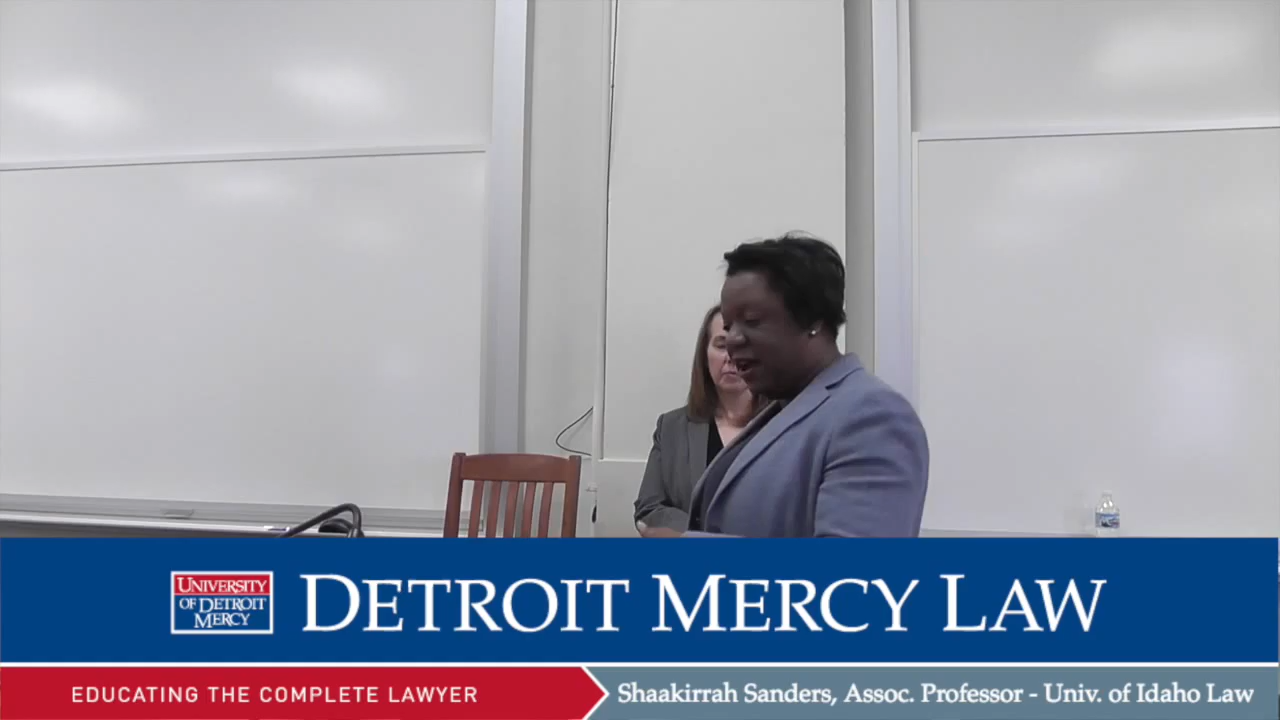 UNIVERSITY
OF DETROIT
MERCY
DETROIT MERCY LAW
EDUCATING THE COMPLETE LAWYER
Shaakirrah Sanders, Assoc. Professor - Univ. of Idaho Law